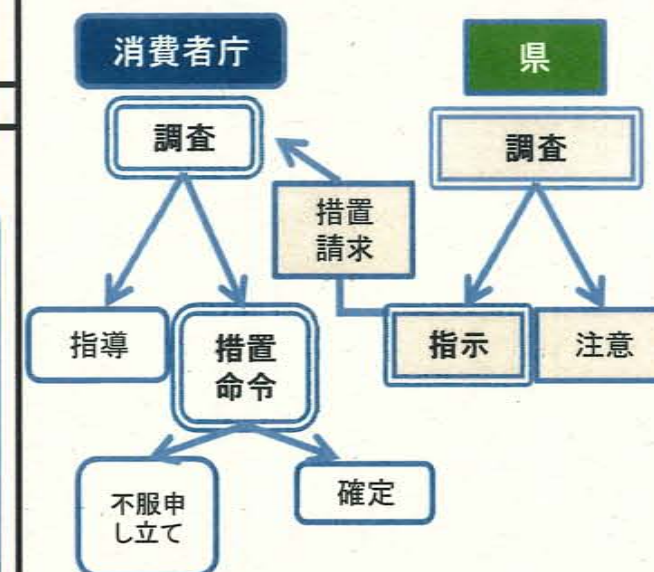 消費者庁
県
調査
調査
措置
請求
指導
措置
命令
指示
注意
不服申
し立て
確定